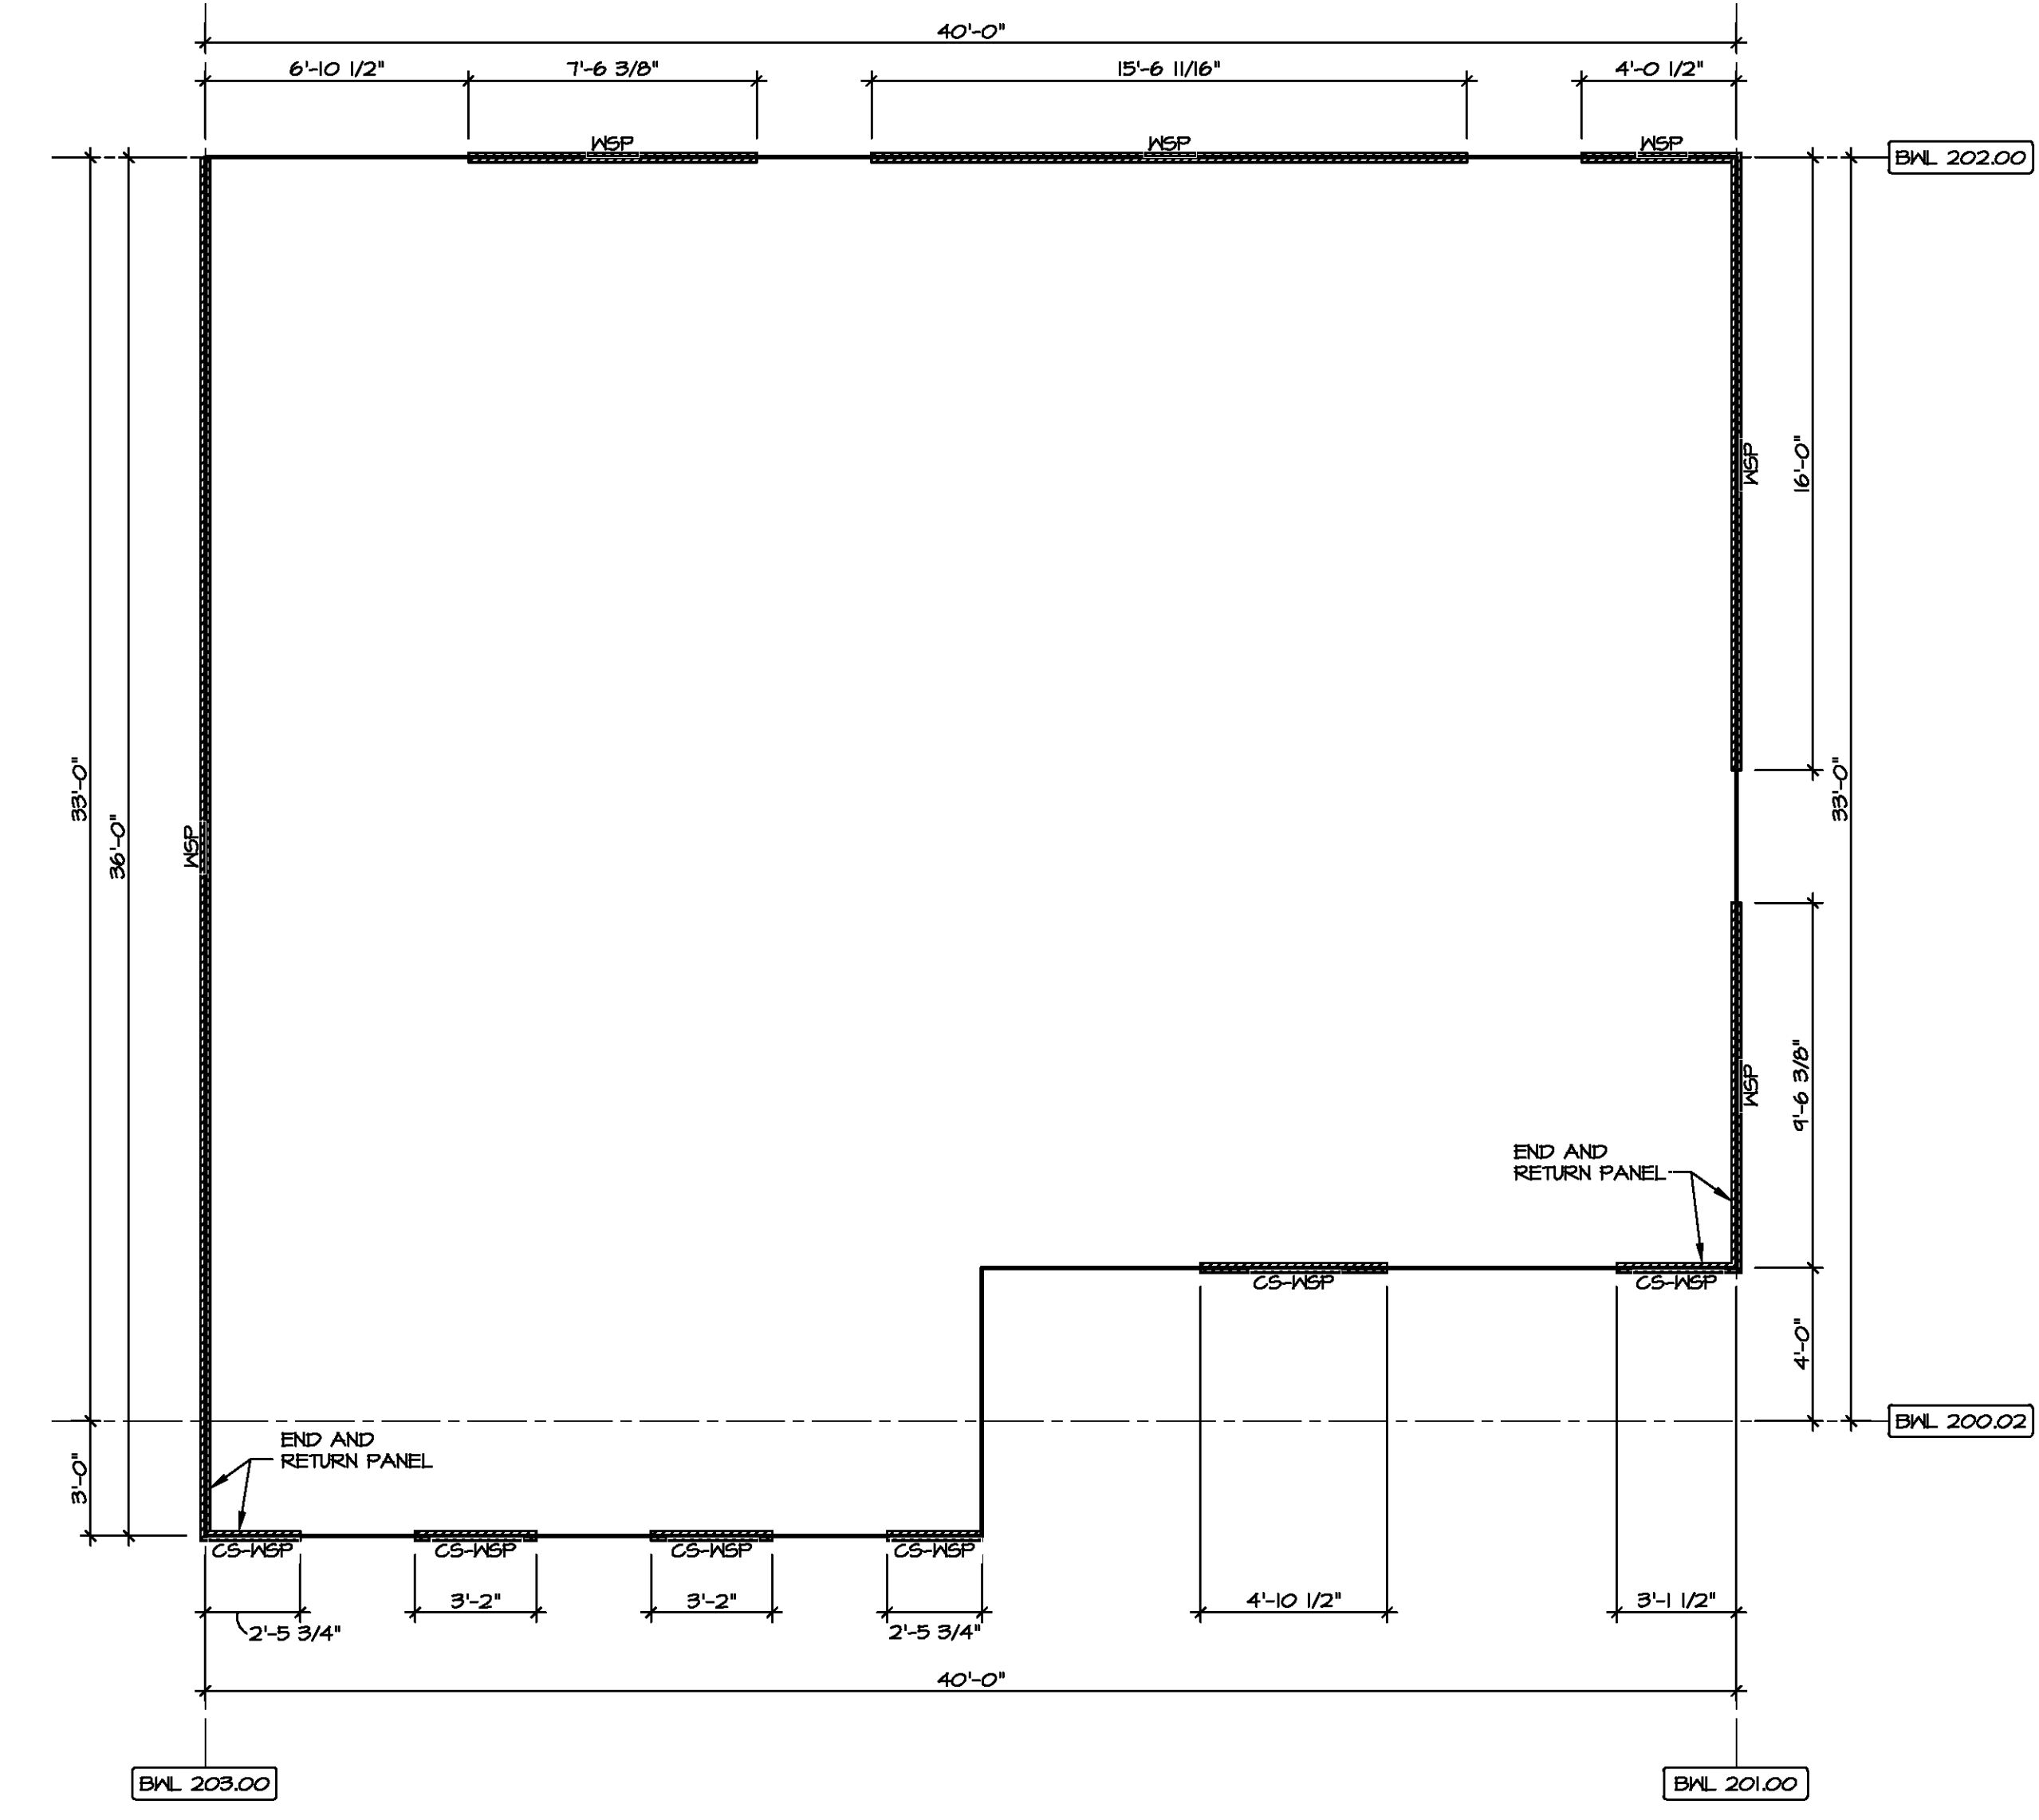 40'-0"
6'-10 1/2"
7'-6 3/8"
15'-6 11/16"
4'-0 1/2"
WSP
WSP
WSP
BWL 202.00
WSP
16'-0"
33'-0"
36'-0"
WSP
33'-0"
WSP
9'-6 3/8"
END AND
RETURN PANEL
CS-WSP
CS-WSP
4'-0"
BWL 200.02
END AND
RETURN PANEL
3'-0"
CS-WSP
CS-WSP
CS-WSP
CS-WSP
2'-5 3/4"
3'-2"
3'-2"
2'-5 3/4"
4'-10 1/2"
3'-1 1/2"
40'-0"
BWL 203.00
BWL 201.00